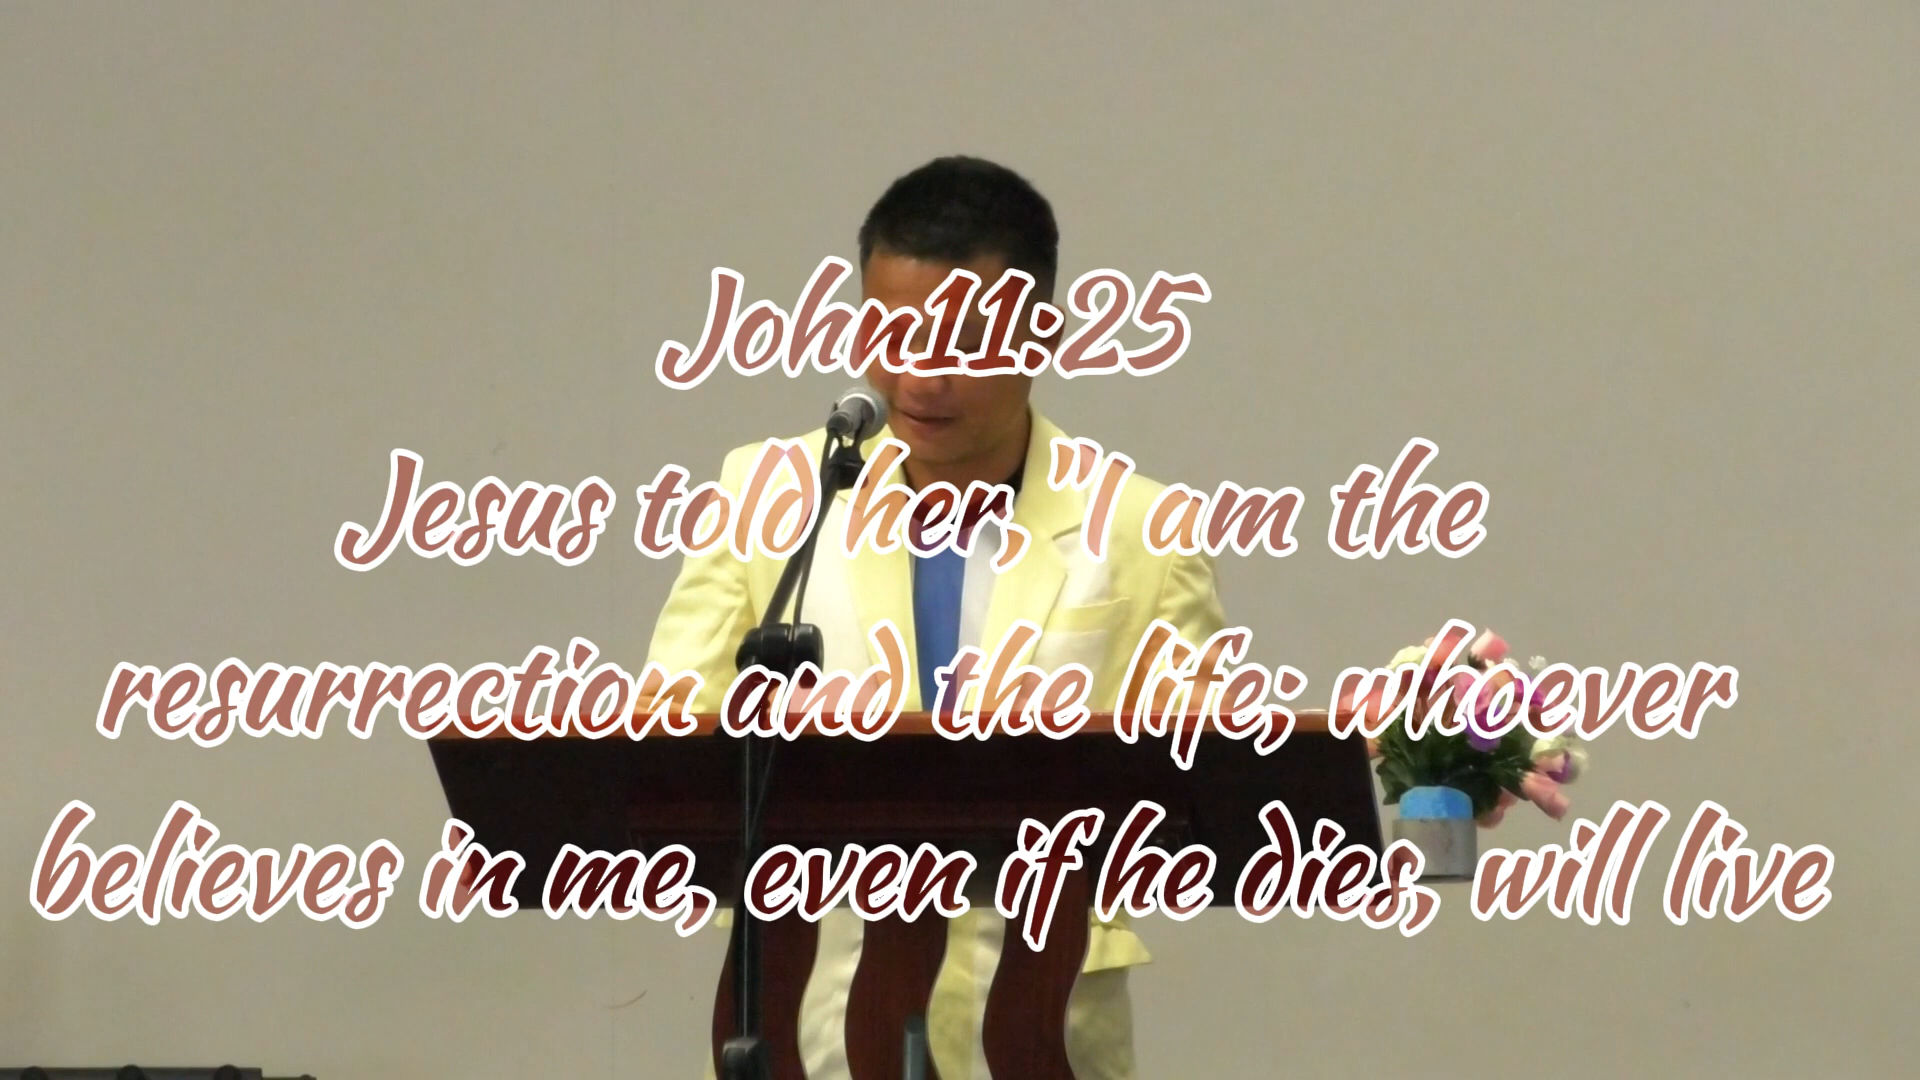 John11:25
Jesus told her, "I am the
resurrection and the life; whoever
believes in me, even if he dies, will live